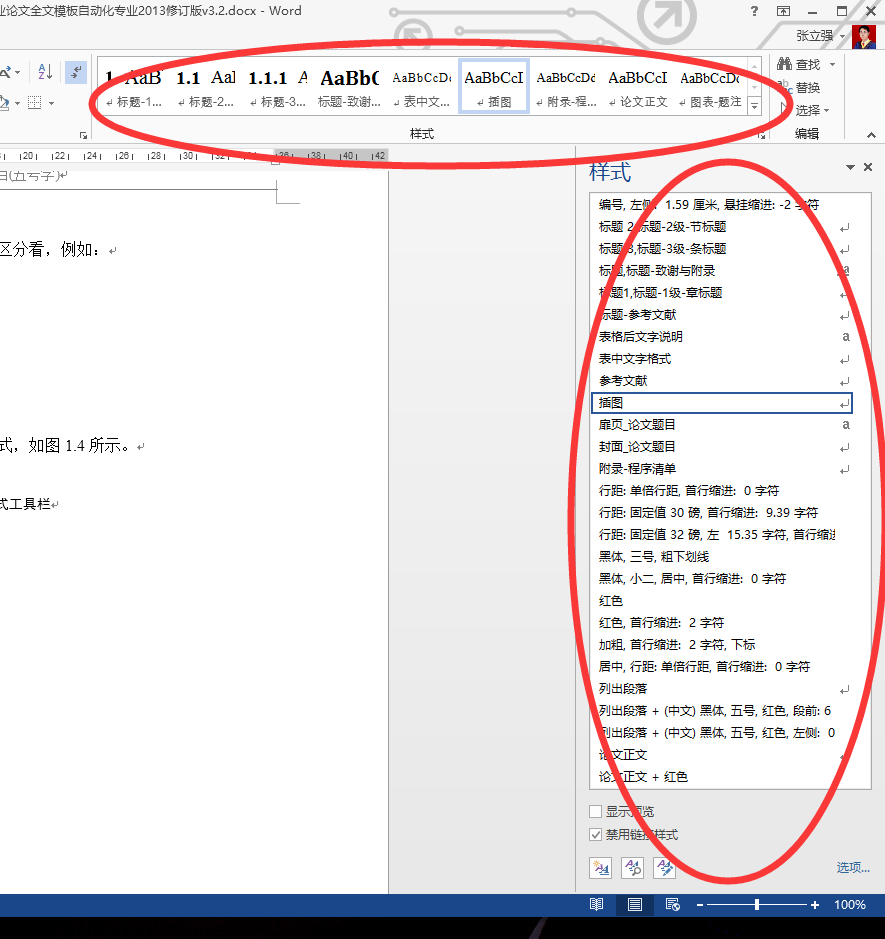 业论文全文模板自动化专业2013修订版v3.2.docx - Word
?
张立强
1 AaB 1.1 AaI 1.1.1 A AaBb( AaBbCcDc AaBbCcI AaBbCcDd AaBbCcI AaBbCcDc
标题-1... 标题-2... 标题-3... 标题-致谢... 表中文... 插图 附录-程... 论文正文 图表-题注
样式
查找
替换
选择
编辑
20 22 24 26 28 30 32 34 36 38 40 42
样式
目(五号字)
区分看，例如：
式，如图 1.4 所示。
式工具栏
编号, 左侧: 1.59 厘米, 悬挂缩进: -2 字符
标题 2,标题-2级-节标题
标题 3,标题-3级-条标题
标题,标题-致谢与附录 a
标题1,标题-1级-章标题
标题-参考文献
表格后文字说明 a
表中文字格式
参考文献
插图
扉页_论文题目 a
封面_论文题目
附录-程序清单
行距: 单倍行距, 首行缩进: 0 字符
行距: 固定值 30 磅, 首行缩进: 9.39 字符
行距: 固定值 32 磅, 左 15.35 字符, 首行缩进
黑体, 三号, 粗下划线
黑体, 小二, 居中, 首行缩进: 0 字符
红色
红色, 首行缩进: 2 字符
加粗, 首行缩进: 2 字符, 下标
居中, 行距: 单倍行距, 首行缩进: 0 字符
列出段落
列出段落 + (中文) 黑体, 五号, 红色, 段前: 6
列出段落 + (中文) 黑体, 五号, 红色, 左侧: 0
论文正文
论文正文 + 红色
显示预览
禁用链接样式
选项...
100%